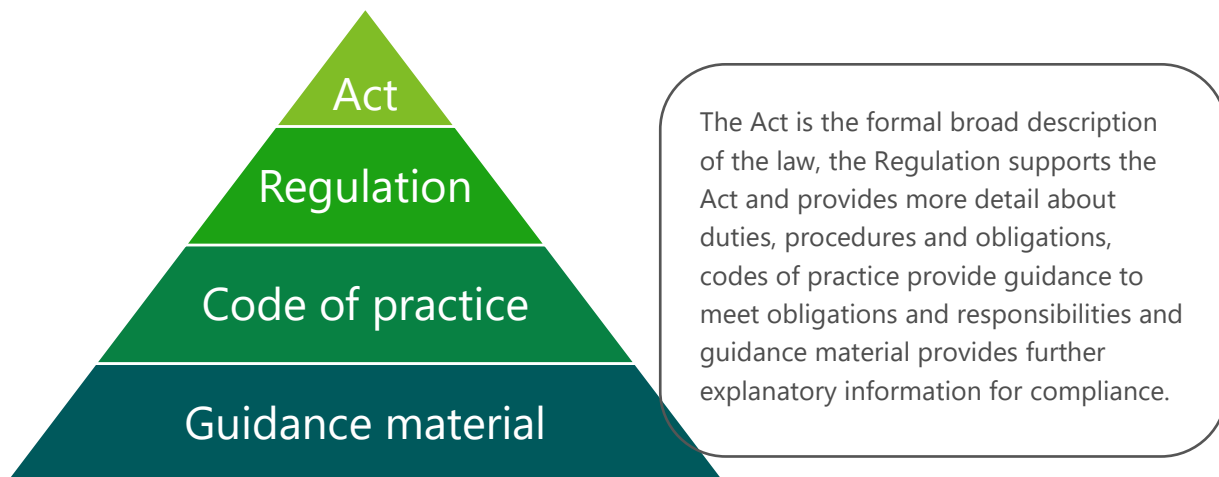 Act
Regulation
Code of practice
Guidance material
The Act is the formal broad description
of the law, the Regulation supports the
Act and provides more detail about
duties, procedures and obligations,
codes of practice provide guidance to
meet obligations and responsibilities and
guidance material provides further
explanatory information for compliance.